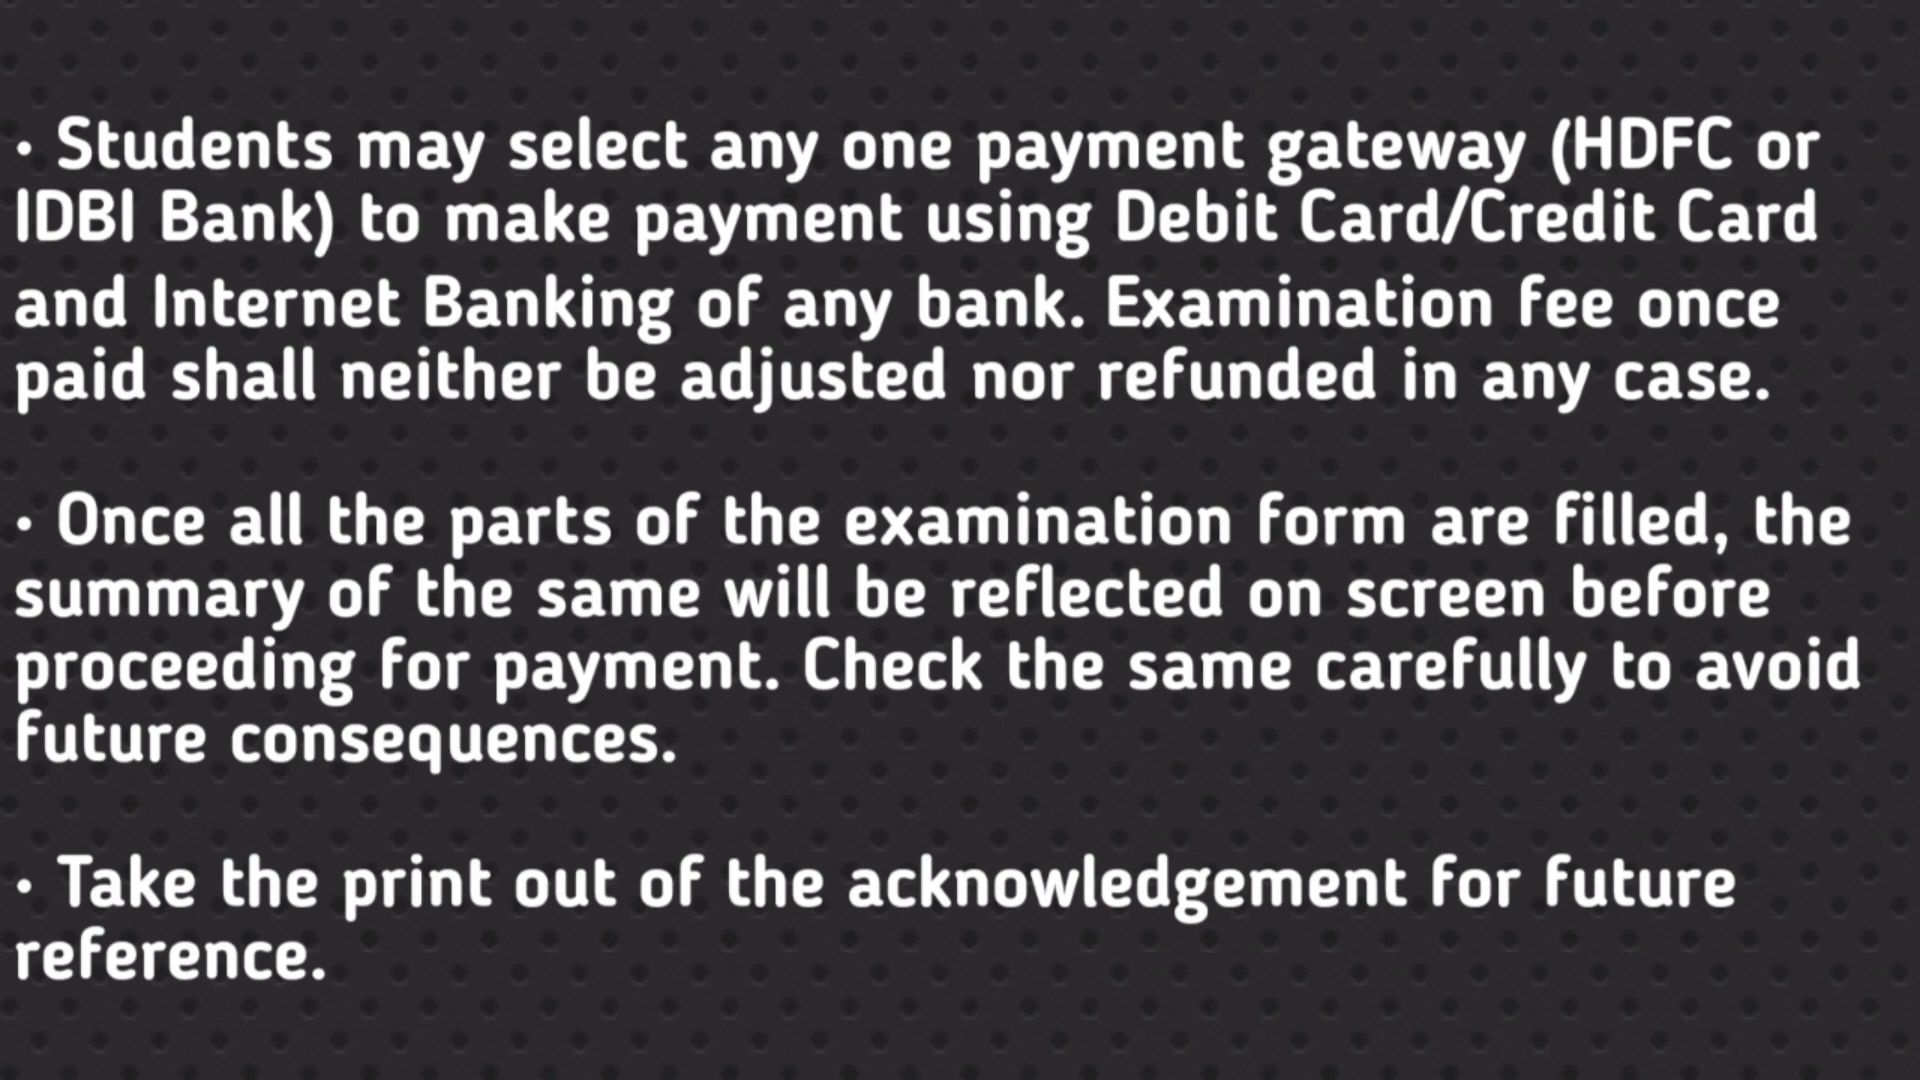 · Students may select any one payment gateway (HDFC or
IDBI Bank) to make payment using Debit Card/Credit Card
and Internet Banking of any bank. Examination fee once
paid shall neither be adjusted nor refunded in any case.
· Once all the parts of the examination form are filled, the
summary of the same will be reflected on screen before
proceeding for payment. Check the same carefully to avoid
future consequences.
· Take the print out of the acknowledgement for future
reference.